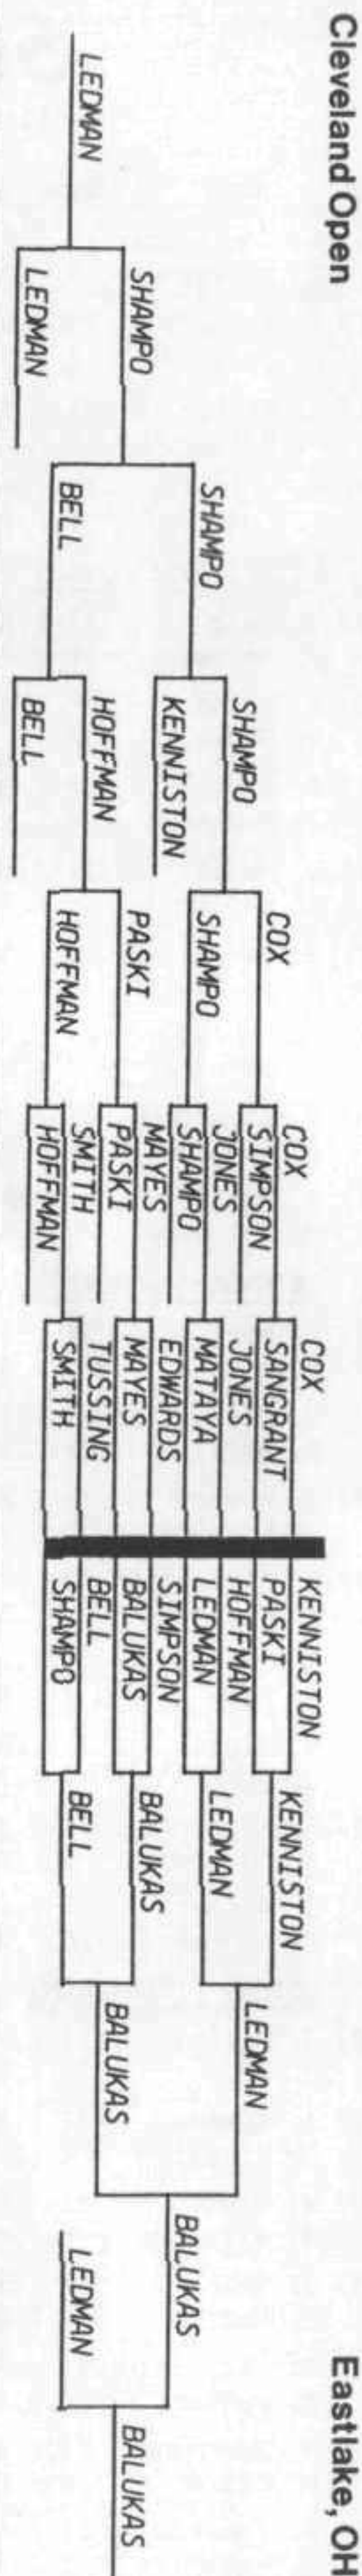 Cleveland Open
Eastlake, OH
LEDMAN
SHAMPO
LEDMAN
SHAMPO
BELL
SHAMPO
KENNISTON
HOFFMAN
BELL
COX
SHAMPO
PASKI
HOFFMAN
COX
SIMPSON
JONES
SHAMPO
MAYES
PASKI
SMITH
HOFFMAN
COX
SANGRANT
JONES
MATAYA
EDWARDS
MAYES
TUSSING
SMITH
KENNISTON
PASKI
HOFFMAN
LEDMAN
SIMPSON
BALUKAS
BELL
SHAMPO
KENNISTON
LEDMAN
BALUKAS
BELL
LEDMAN
BALUKAS
BALUKAS
LEDMAN
BALUKAS